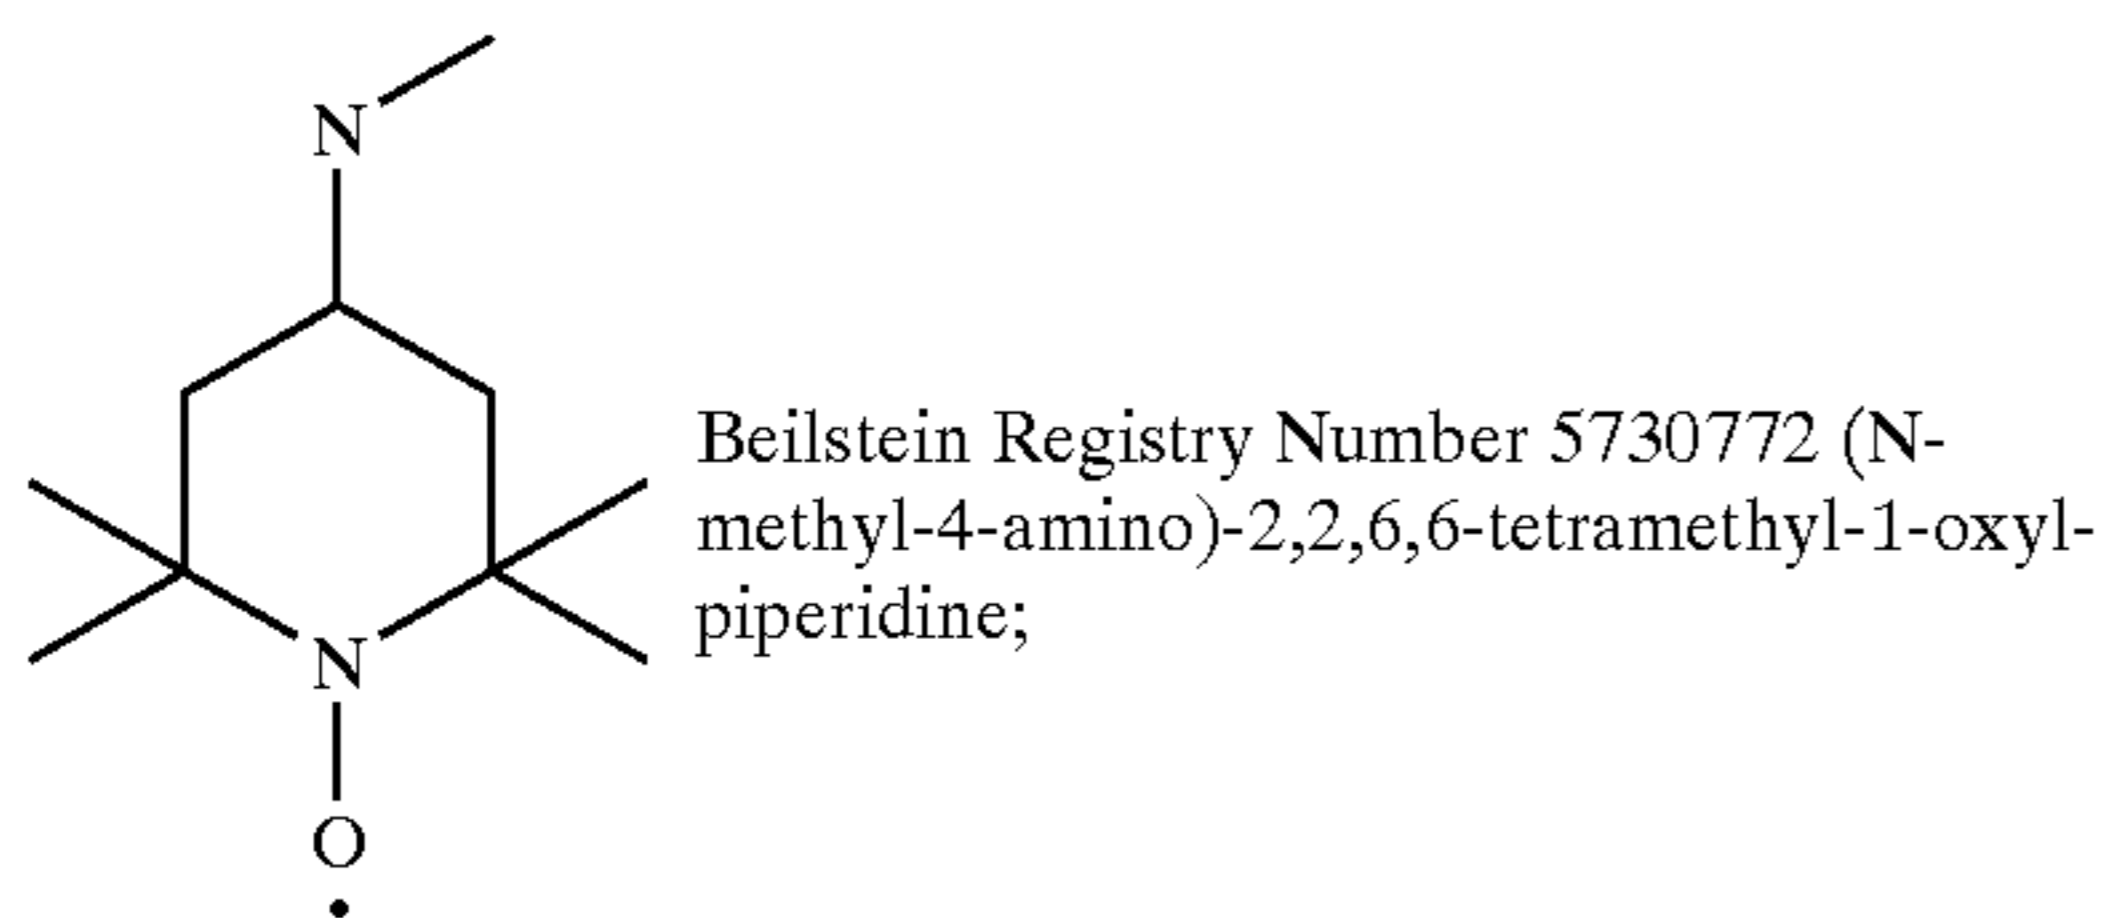 N
Beilstein Registry Number 5730772 (N-
methyl-4-amino)-2,2,6,6-tetramethyl-1-oxyl-
piperidine;
N
O
•